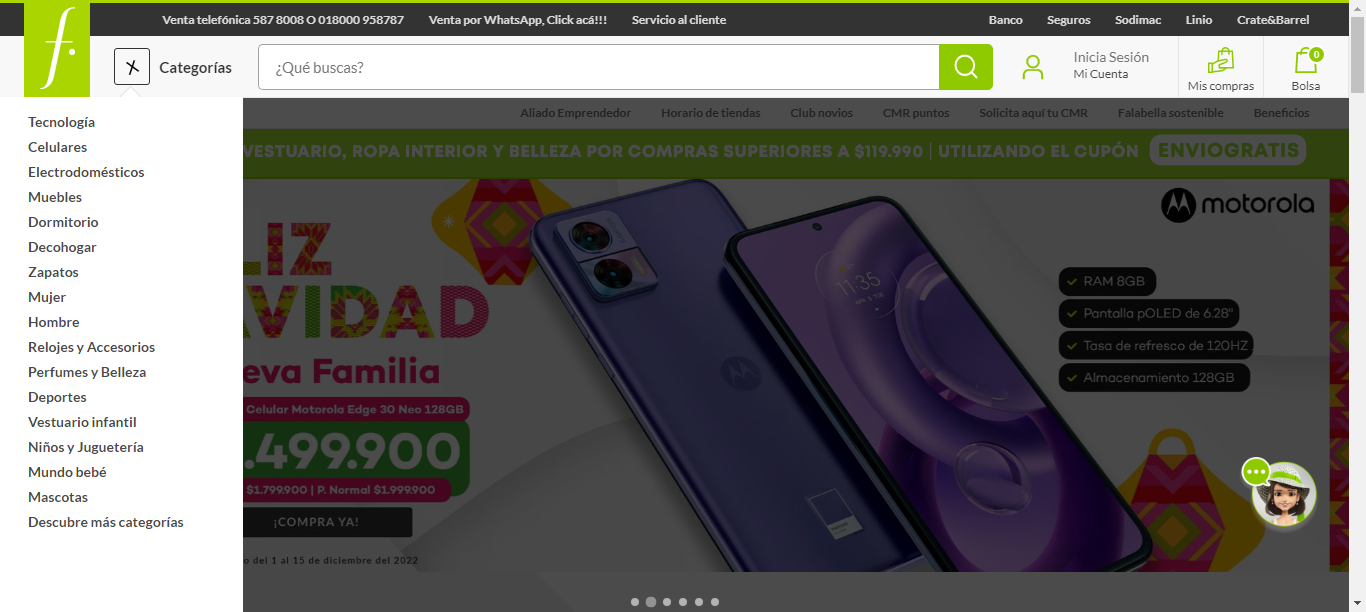 Venta telefónica 587 8008 O 018000 958787 Venta por WhatsApp, Click acá!!! Servicio al cliente Banco Seguros Sodimac Linio Crate&Barrel
f.
Categorías
¿Qué buscas?
Inicia Sesión
Mi Cuenta
Mis compras
0
Bolsa
Aliado Emprendedor Horario de tiendas Club novios CMR puntos Solicita aquí tu CMR Falabella sostenible Beneficios
Tecnología
Celulares
Electrodomésticos
Muebles
Dormitorio
Decohogar
Zapatos
Mujer
Hombre
Relojes y Accesorios
Perfumes y Belleza
Deportes
Vestuario infantil
Niños y Juguetería
Mundo bebé
Mascotas
Descubre más categorías
VESTUARIO, ROPA INTERIOR Y BELLEZA POR COMPRAS SUPERIORES A $119.990 | UTILIZANDO EL CUPÓN ENVIOGRATIS
LIZ
VIDAD
eva Familia
Celular Motorola Edge 30 Neo 128GB
.499.900
$1.799.900 | P. Normal $1.999.900
¡COMPRA YA!
o del 1 al 15 de diciembre del 2022
11:35
motorola
RAM 8GB
Pantalla pOLED de 6.28"
Tasa de refresco de 120HZ
Almacenamiento 128GB